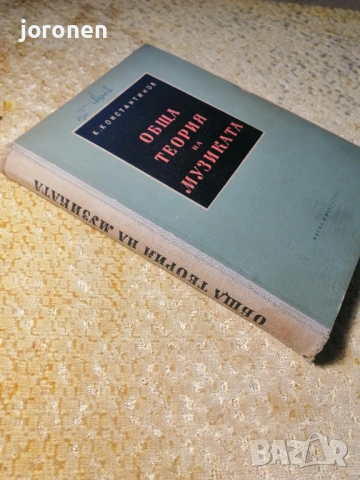 joronen
К. КОНСТАНТИНОВ
ОБЩА
ТЕОРИЯ
НА
МУЗИКАТА
ОБЩА ТЕОРИЯ НА МУЗИКАТА
BAZAR